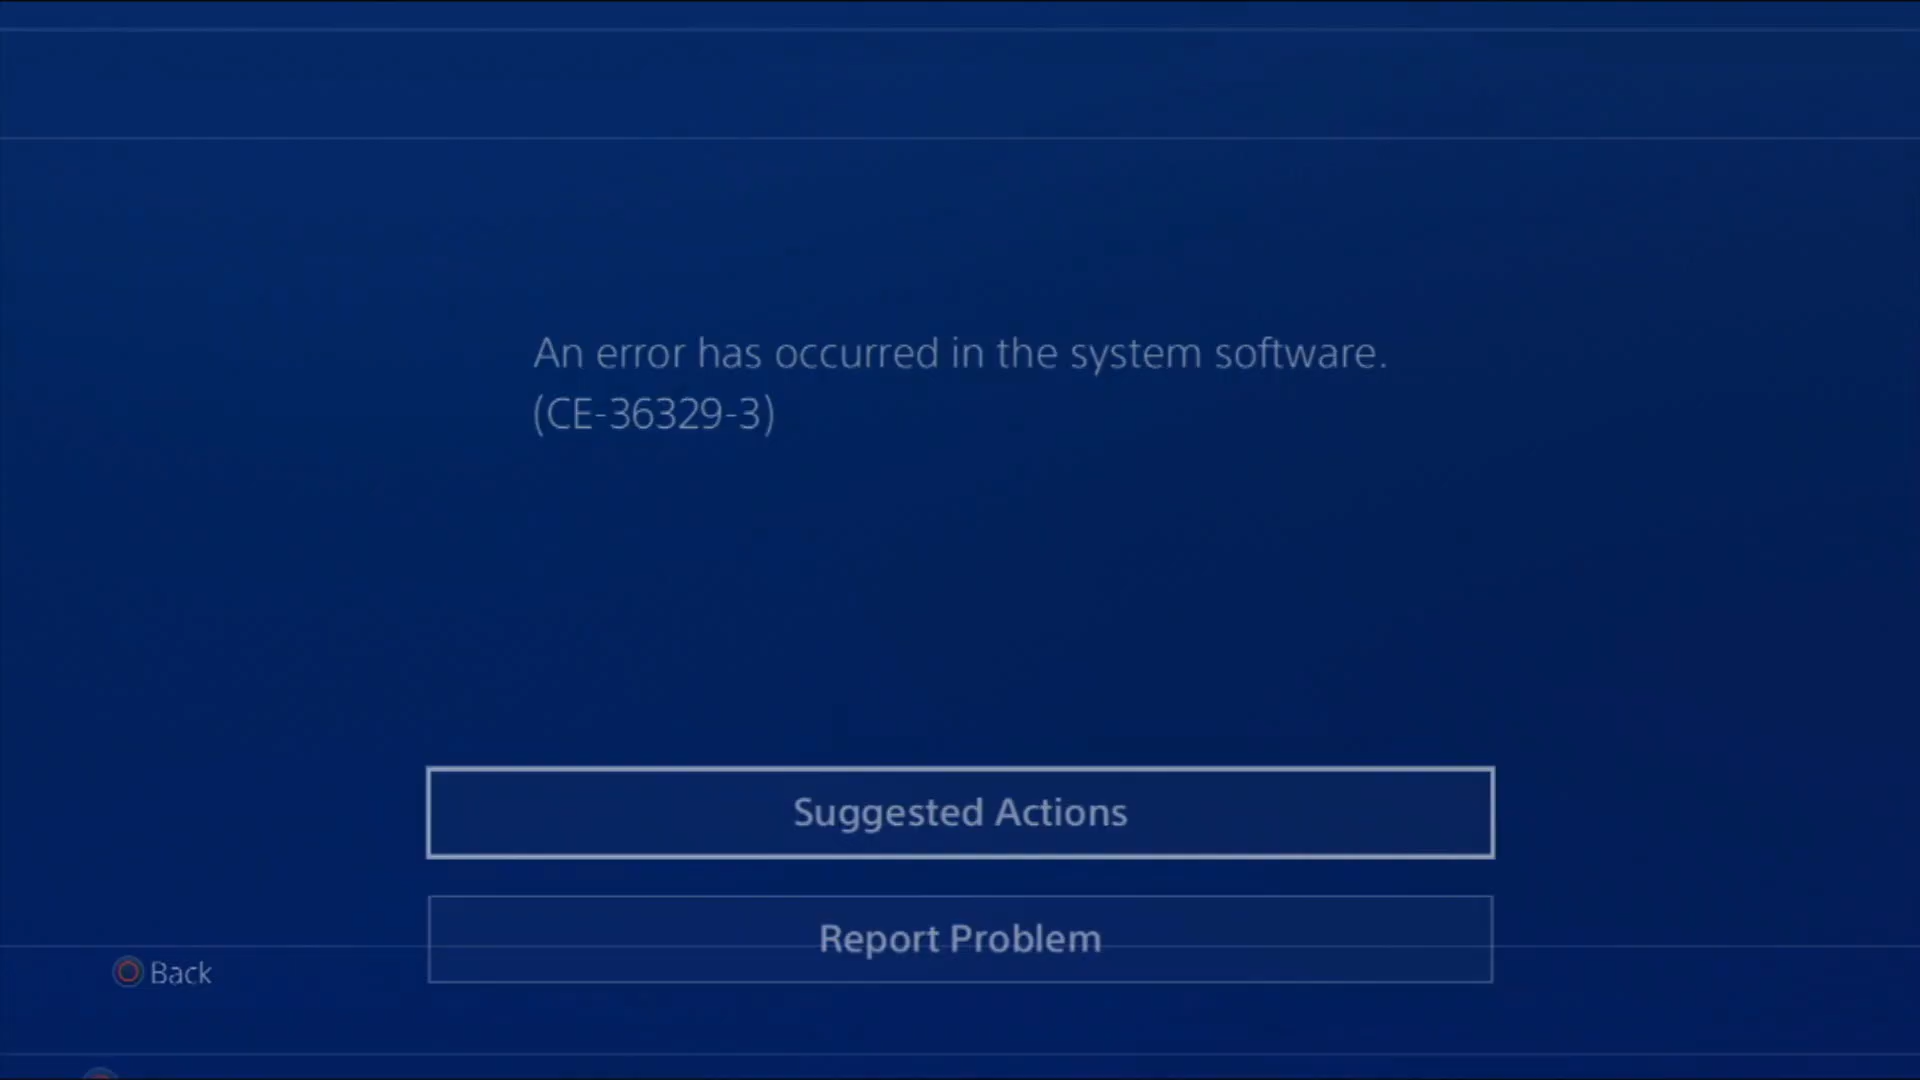 An error has occurred in the system software.
(CE-36329-3)
Suggested Actions
Report Problem
Back